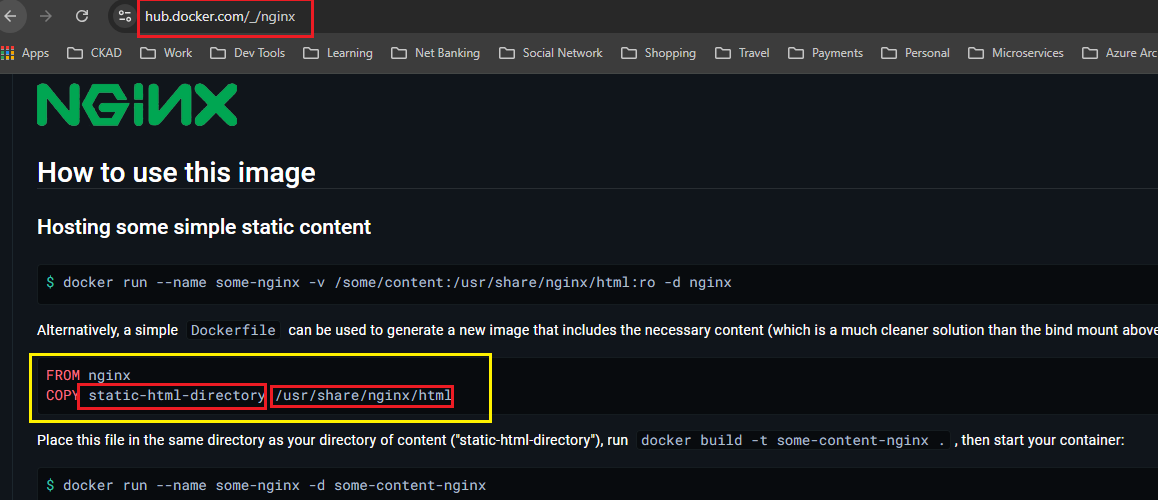 hub.docker.com/_/nginx
Apps CKAD Work Dev Tools Learning Net Banking Social Network Shopping Travel Payments Personal Microservices Azure Arc
NGINX
How to use this image
Hosting some simple static content
$ docker run --name some-nginx -v /some/content:/usr/share/nginx/html:ro -d nginx
Alternatively, a simple Dockerfile can be used to generate a new image that includes the necessary content (which is a much cleaner solution than the bind mount above
FROM nginx
COPY static-html-directory /usr/share/nginx/html
Place this file in the same directory as your directory of content ("static-html-directory"), run docker build -t some-content-nginx . , then start your container:
$ docker run --name some-nginx -d some-content-nginx